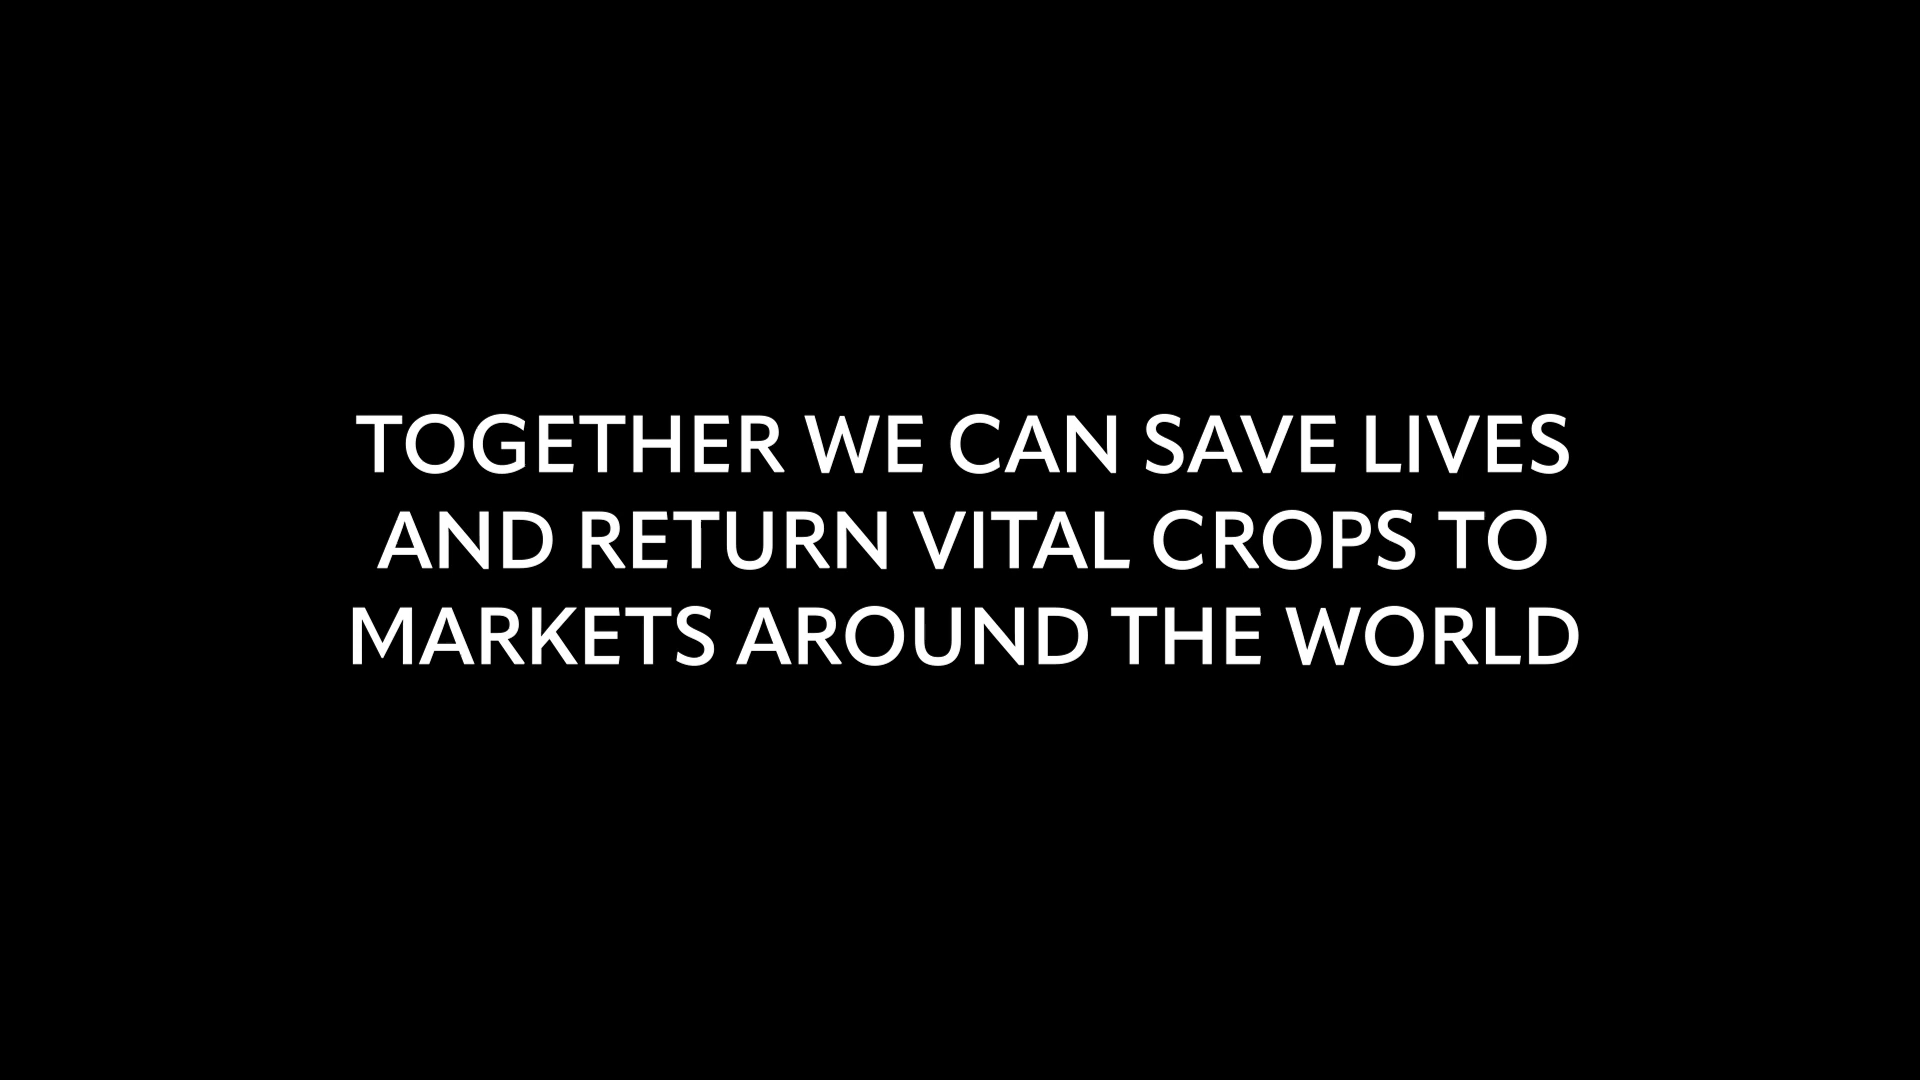 TOGETHER WE CAN SAVE LIVES
AND RETURN VITAL CROPS TO
MARKETS AROUND THE WORLD